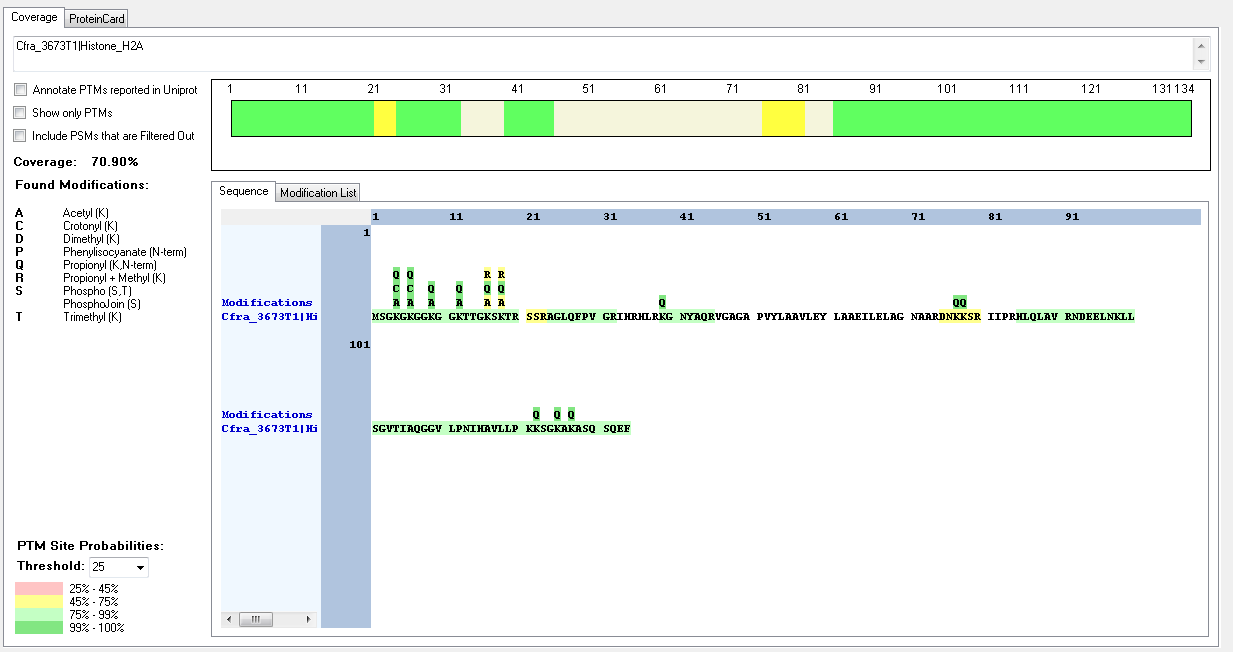 Coverage ProteinCard
Cfra_3673T1|Histone_H2A
Annotate PTMs reported in Uniprot
Show only PTMs
Include PSMs that are Filtered Out
Coverage: 70.90%
Found Modifications:
A Acetyl (K)
C Crotonyl (K)
D Dimethyl (K)
P Phenylisocyanate (N-term)
Q Propionyl (K,N-term)
R Propionyl + Methyl (K)
S Phospho (S,T)
PhosphoJoin (S)
T Trimethyl (K)
PTM Site Probabilities:
Threshold: 25
25% - 45%
45% - 75%
75% - 99%
99% - 100%
1 11 21 31 41 51 61 71 81 91 101 111 121 131 134
Sequence Modification List
1 11 21 31 41 51 61 71 81 91
1
Q Q R R
C C Q Q Q Q
Modifications A A A A A A Q QQ
Cfra_3673T1|Hi MSGKGKGGKG GKTTGKSKTR SSRAGLQFPV GRIHRHLRKG NYAQRVGAGA PVYLAAVLEY LAAEILELAG NAARDNKKSR IIPRHLQLAV RNDEELNKLL
101
Modifications Q Q Q
Cfra_3673T1|Hi SGVTIAQGGV LPNIHAVLLP KKSGKAKASQ SQEF